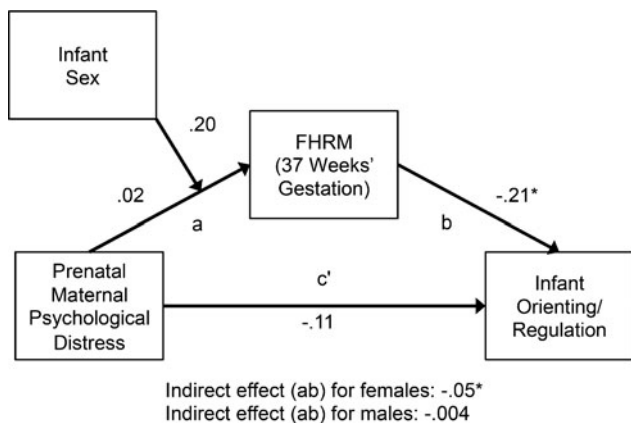 Infant
Sex
.20
FHRM
(37 Weeks'
Gestation)
.02
a
-.21*
b
Prenatal
Maternal
Psychological
Distress
c'
-.11
Infant
Orienting/
Regulation
Indirect effect (ab) for females: -.05*
Indirect effect (ab) for males: -.004